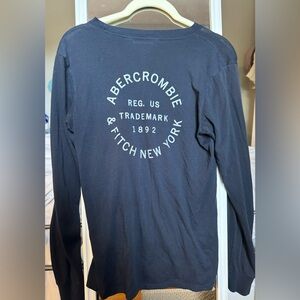 ABERCROMBIE
REG. US
TRADEMARK
1892
& FITCH NEW YORK